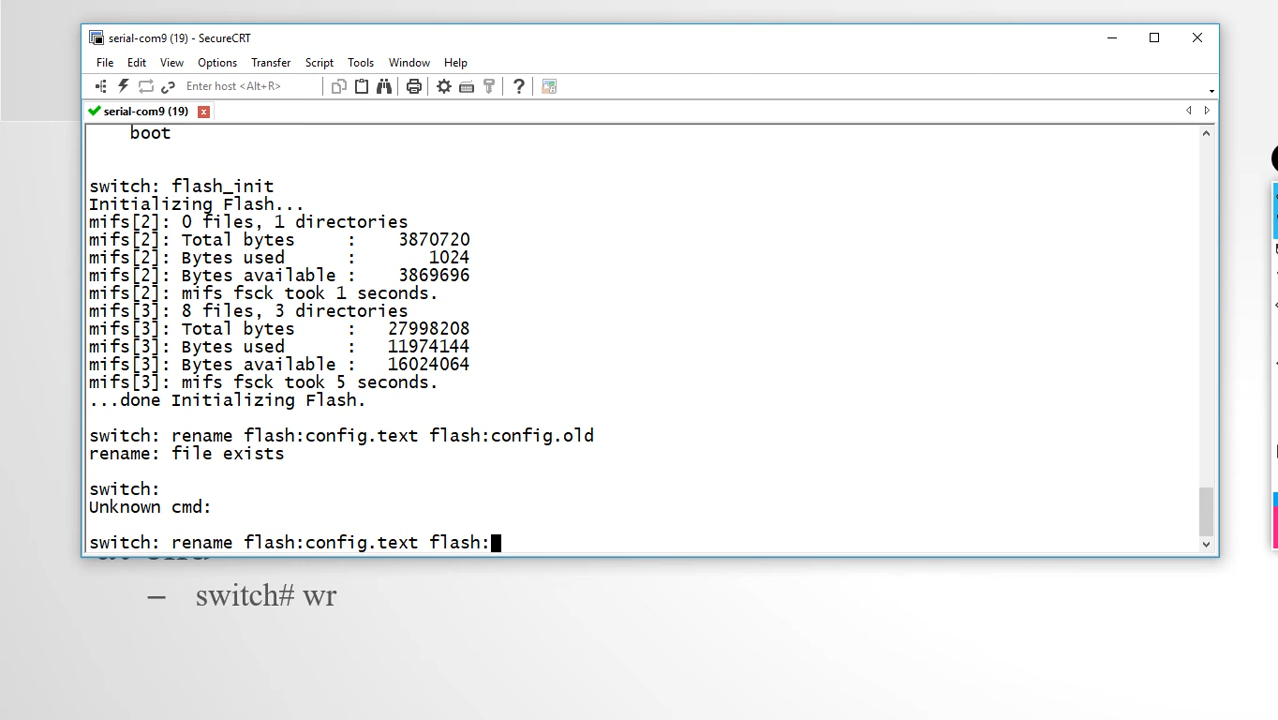 serial-com9 (19) - SecureCRT
File Edit View Options Transfer Script Tools Window Help
Enter host <Alt+R>
serial-com9 (19)
boot
switch: flash_init
Initializing Flash...
mifs[2]: 0 files, 1 directories
mifs[2]: Total bytes     :    3870720
mifs[2]: Bytes used      :       1024
mifs[2]: Bytes available :    3869696
mifs[2]: mifs fsck took 1 seconds.
mifs[3]: 8 files, 3 directories
mifs[3]: Total bytes     :   27998208
mifs[3]: Bytes used      :   11974144
mifs[3]: Bytes available :   16024064
mifs[3]: mifs fsck took 5 seconds.
...done Initializing Flash.
switch: rename flash:config.text flash:config.old
rename: file exists
switch:
Unknown cmd:
switch: rename flash:config.text flash:
– switch# wr